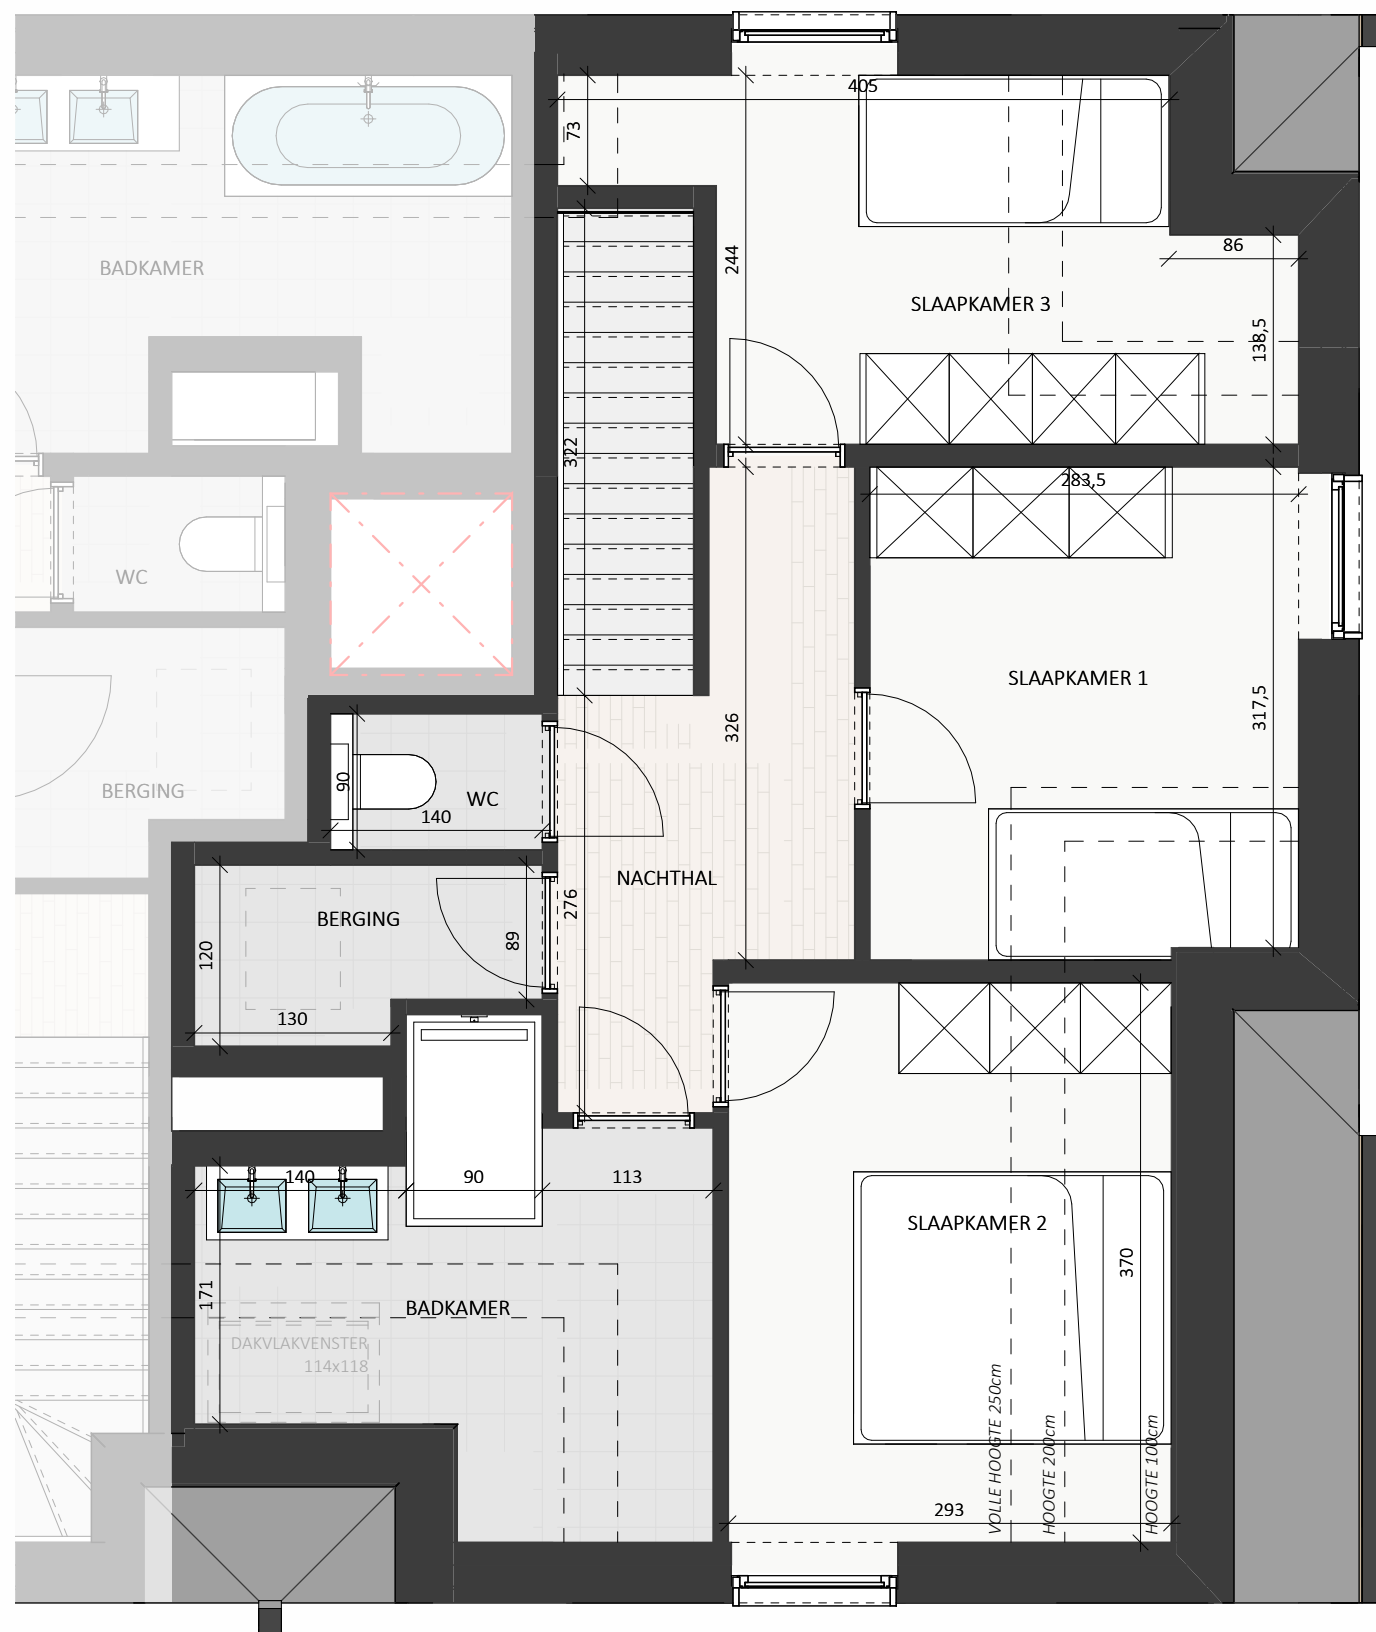 405
73
BADKAMER
244
86
SLAAPKAMER 3
138,5
322
283,5
WC
SLAAPKAMER 1
317,5
326
90
WC
BERGING
140
NACHTHAL
276
BERGING
89
120
130
140
90
113
SLAAPKAMER 2
370
171
BADKAMER
DAKVLAKVENSTER
114x118
VOLLE HOOGTE 250cm
HOOGTE 200cm
HOOGTE 100cm
293